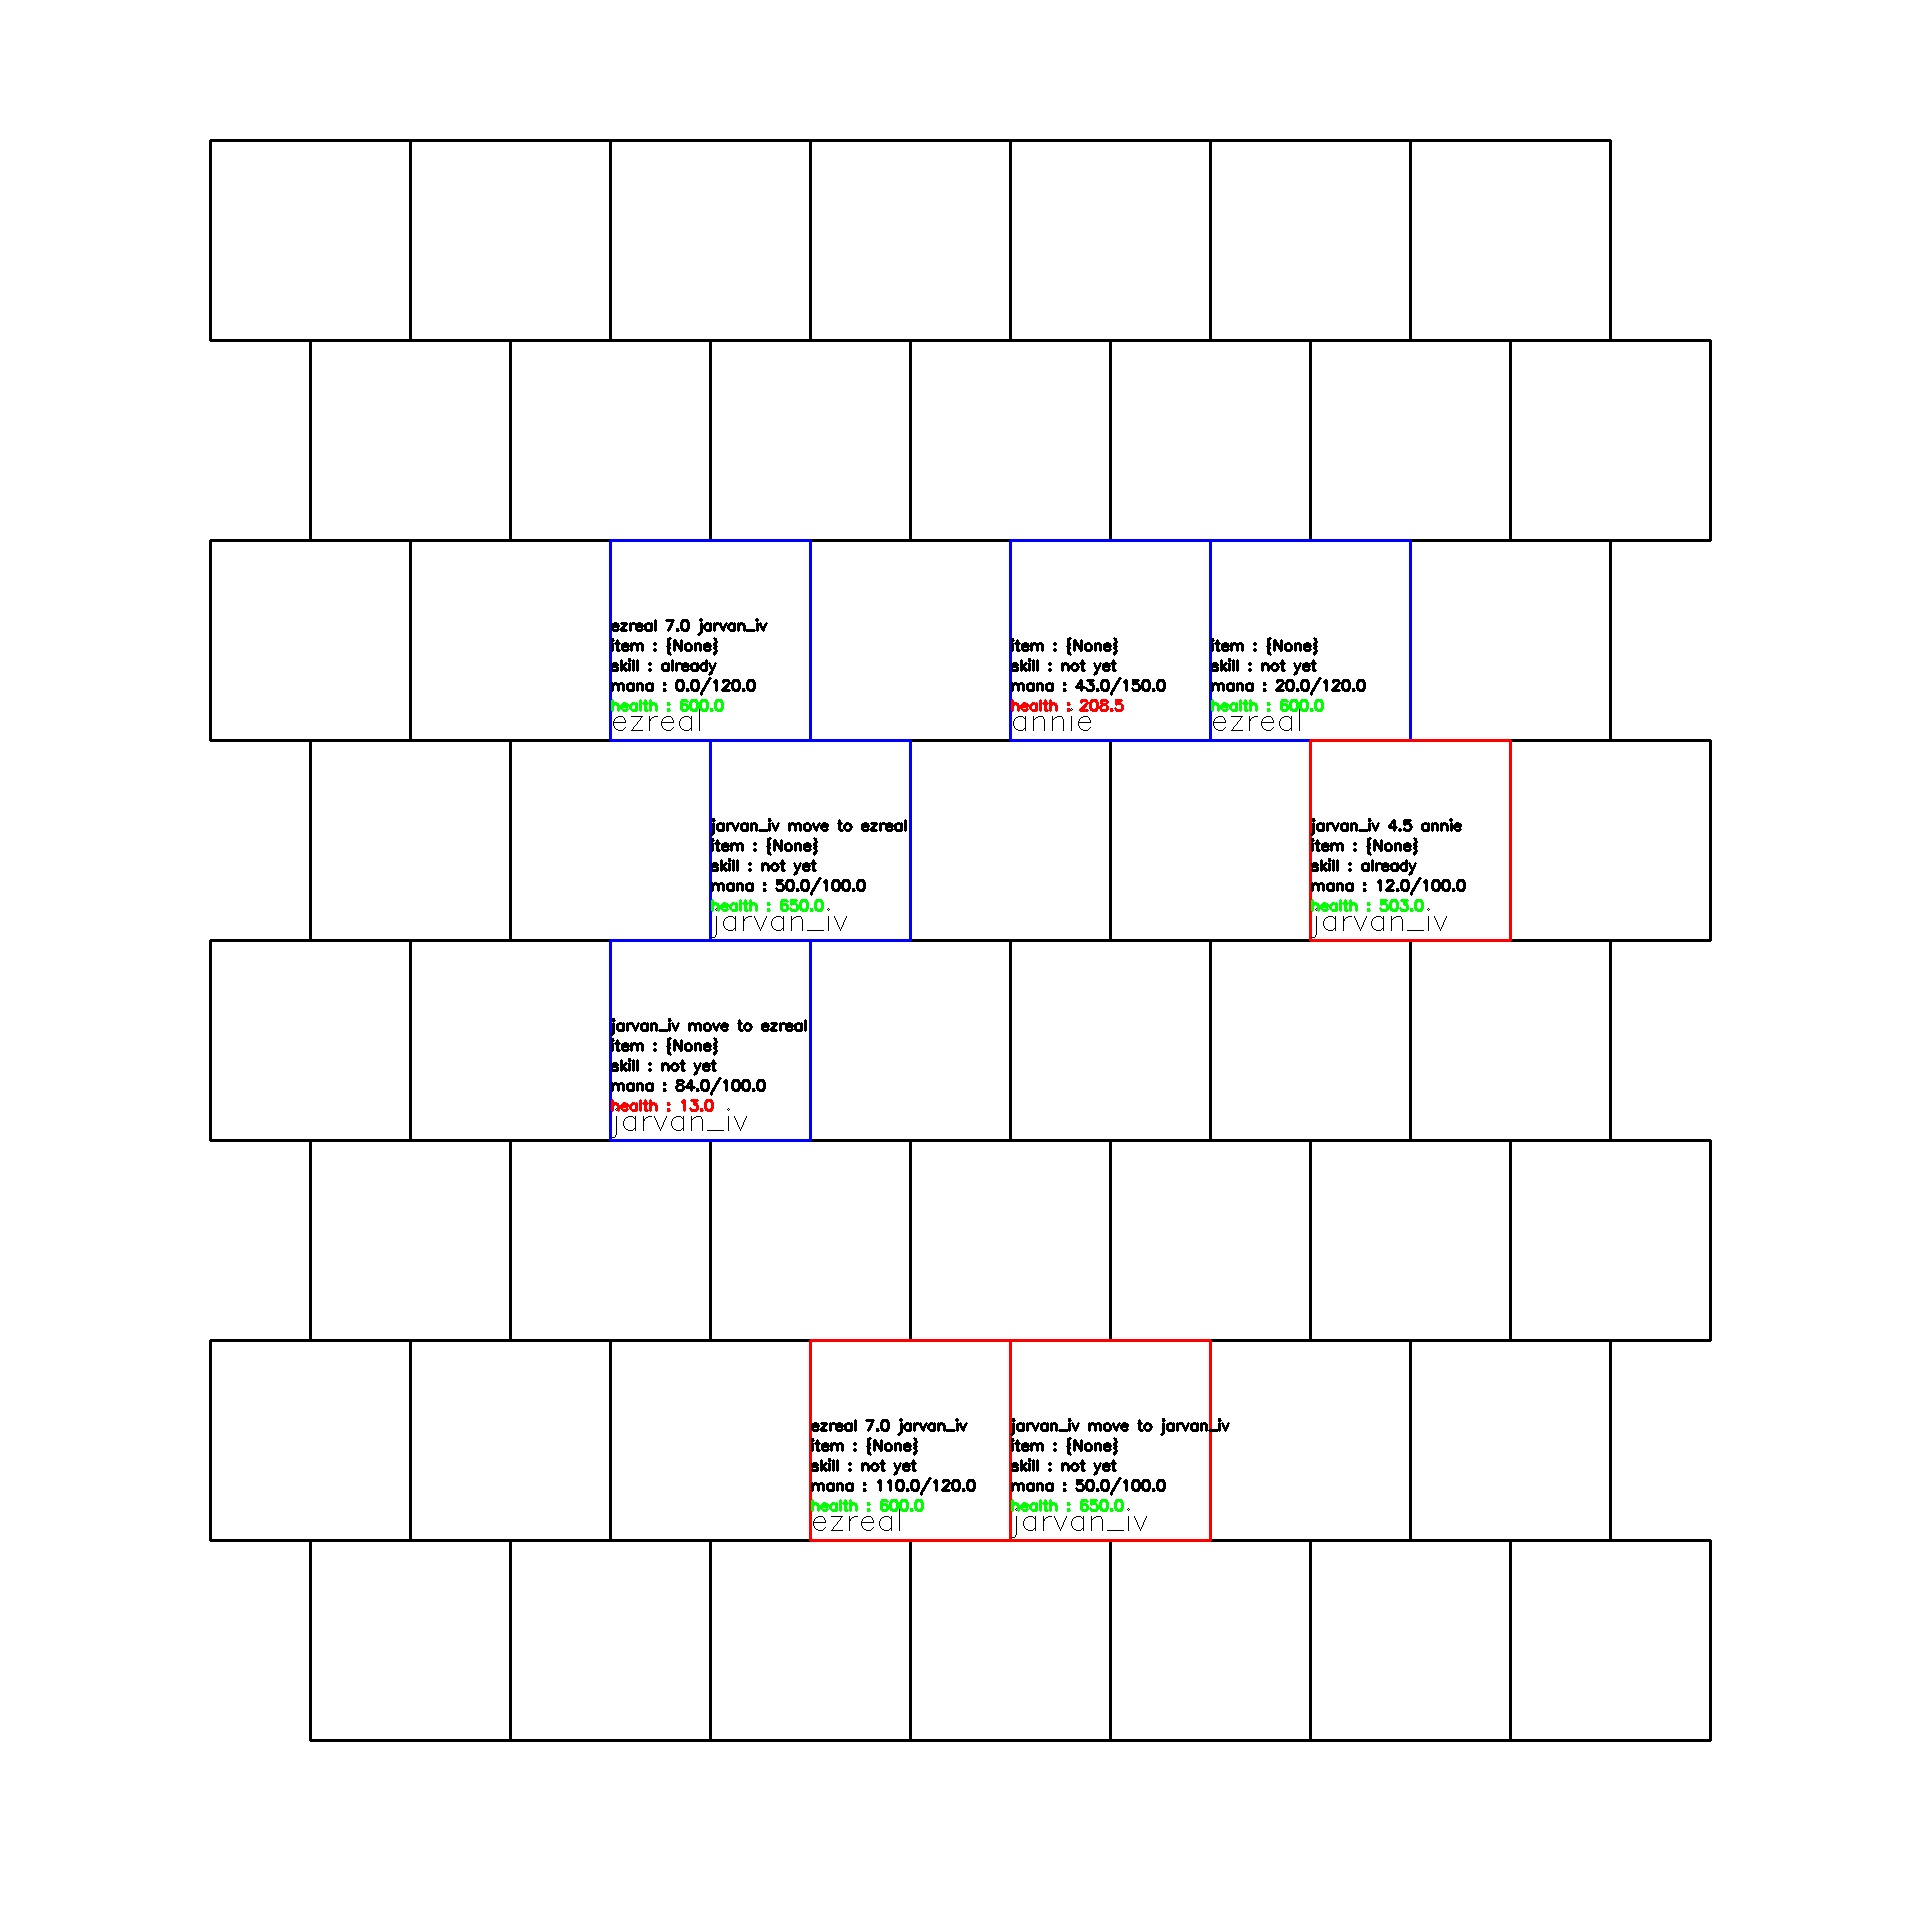 ezreal 7.0 jarvan_iv
item : {None}
skill : already
mana : 0.0/120.0
health : 600.0
ezreal
item : {None}
skill : not yet
mana : 43.0/150.0
health : 208.5
annie
item : {None}
skill : not yet
mana : 20.0/120.0
health : 600.0
ezreal
jarvan_iv move to ezreal
item : {None}
skill : not yet
mana : 50.0/100.0
health : 650.0
jarvan_iv
jarvan_iv 4.5 annie
item : {None}
skill : already
mana : 12.0/100.0
health : 503.0
jarvan_iv
jarvan_iv move to ezreal
item : {None}
skill : not yet
mana : 84.0/100.0
health : 13.0
jarvan_iv
ezreal 7.0 jarvan_iv
item : {None}
skill : not yet
mana : 110.0/120.0
health : 600.0
ezreal
jarvan_iv move to jarvan_iv
item : {None}
skill : not yet
mana : 50.0/100.0
health : 650.0
jarvan_iv